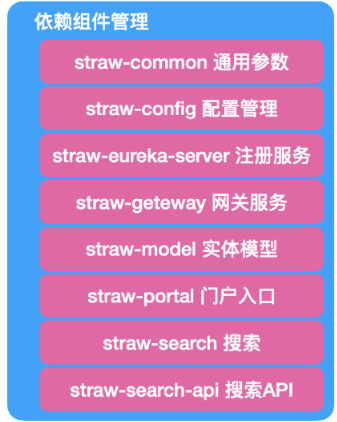 依赖组件管理
straw-common 通用参数
straw-config 配置管理
straw-eureka-server 注册服务
straw-geteway 网关服务
straw-model 实体模型
straw-portal 门户入口
straw-search 搜索
straw-search-api 搜索API